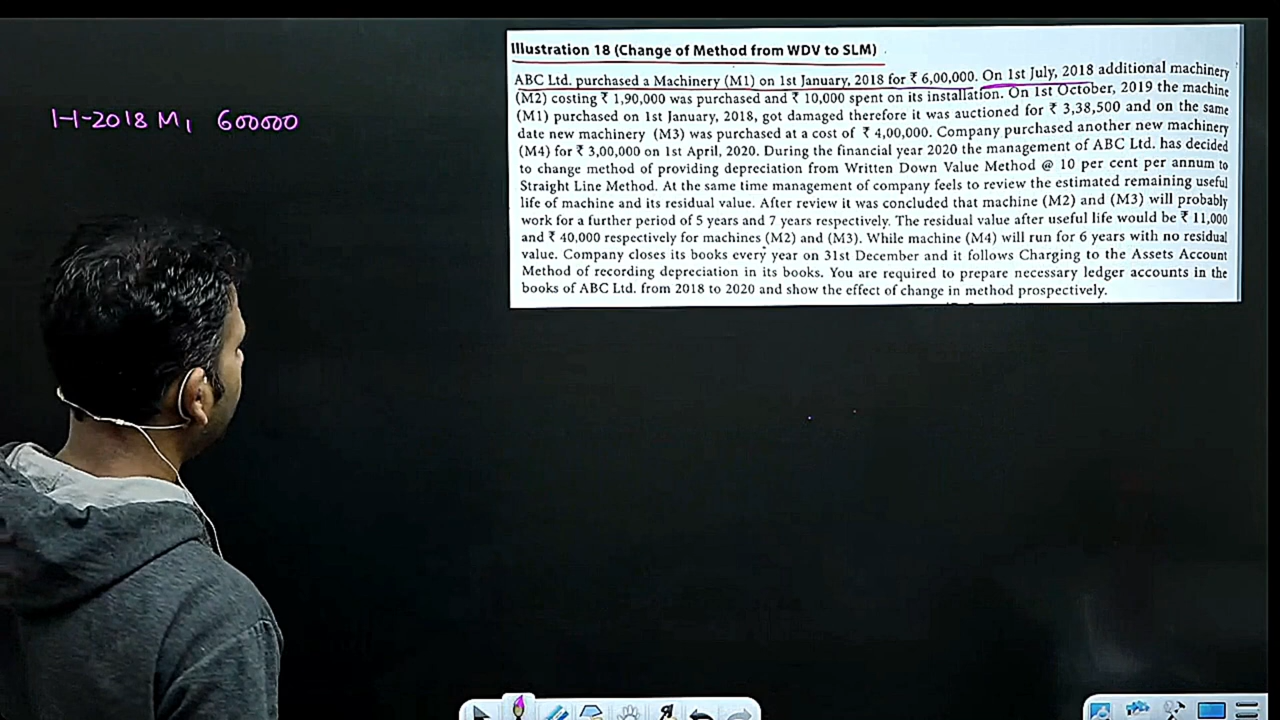 Illustration 18 (Change of Method from WDV to SLM)
ABC Ltd. purchased a Machinery (M1) on 1st January, 2018 for ₹ 6,00,000. On 1st July, 2018 additional machinery
(M2) costing ₹ 1,90,000 was purchased and ₹ 10,000 spent on its installation. On 1st October, 2019 the machine
(M1) purchased on 1st January, 2018, got damaged therefore it was auctioned for ₹ 3,38,500 and on the same
date new machinery (M3) was purchased at a cost of ₹ 4,00,000. Company purchased another new machinery
(M4) for ₹ 3,00,000 on 1st April, 2020. During the financial year 2020 the management of ABC Ltd. has decided
to change method of providing depreciation from Written Down Value Method @ 10 per cent per annum to
Straight Line Method. At the same time management of company feels to review the estimated remaining useful
life of machine and its residual value. After review it was concluded that machine (M2) and (M3) will probably
work for a further period of 5 years and 7 years respectively. The residual value after useful life would be ₹ 11,000
and ₹ 40,000 respectively for machines (M2) and (M3). While machine (M4) will run for 6 years with no residual
value. Company closes its books every year on 31st December and it follows Charging to the Assets Account
Method of recording depreciation in its books. You are required to prepare necessary ledger accounts in the
books of ABC Ltd. from 2018 to 2020 and show the effect of change in method prospectively.
1-1-2018 M1 600000